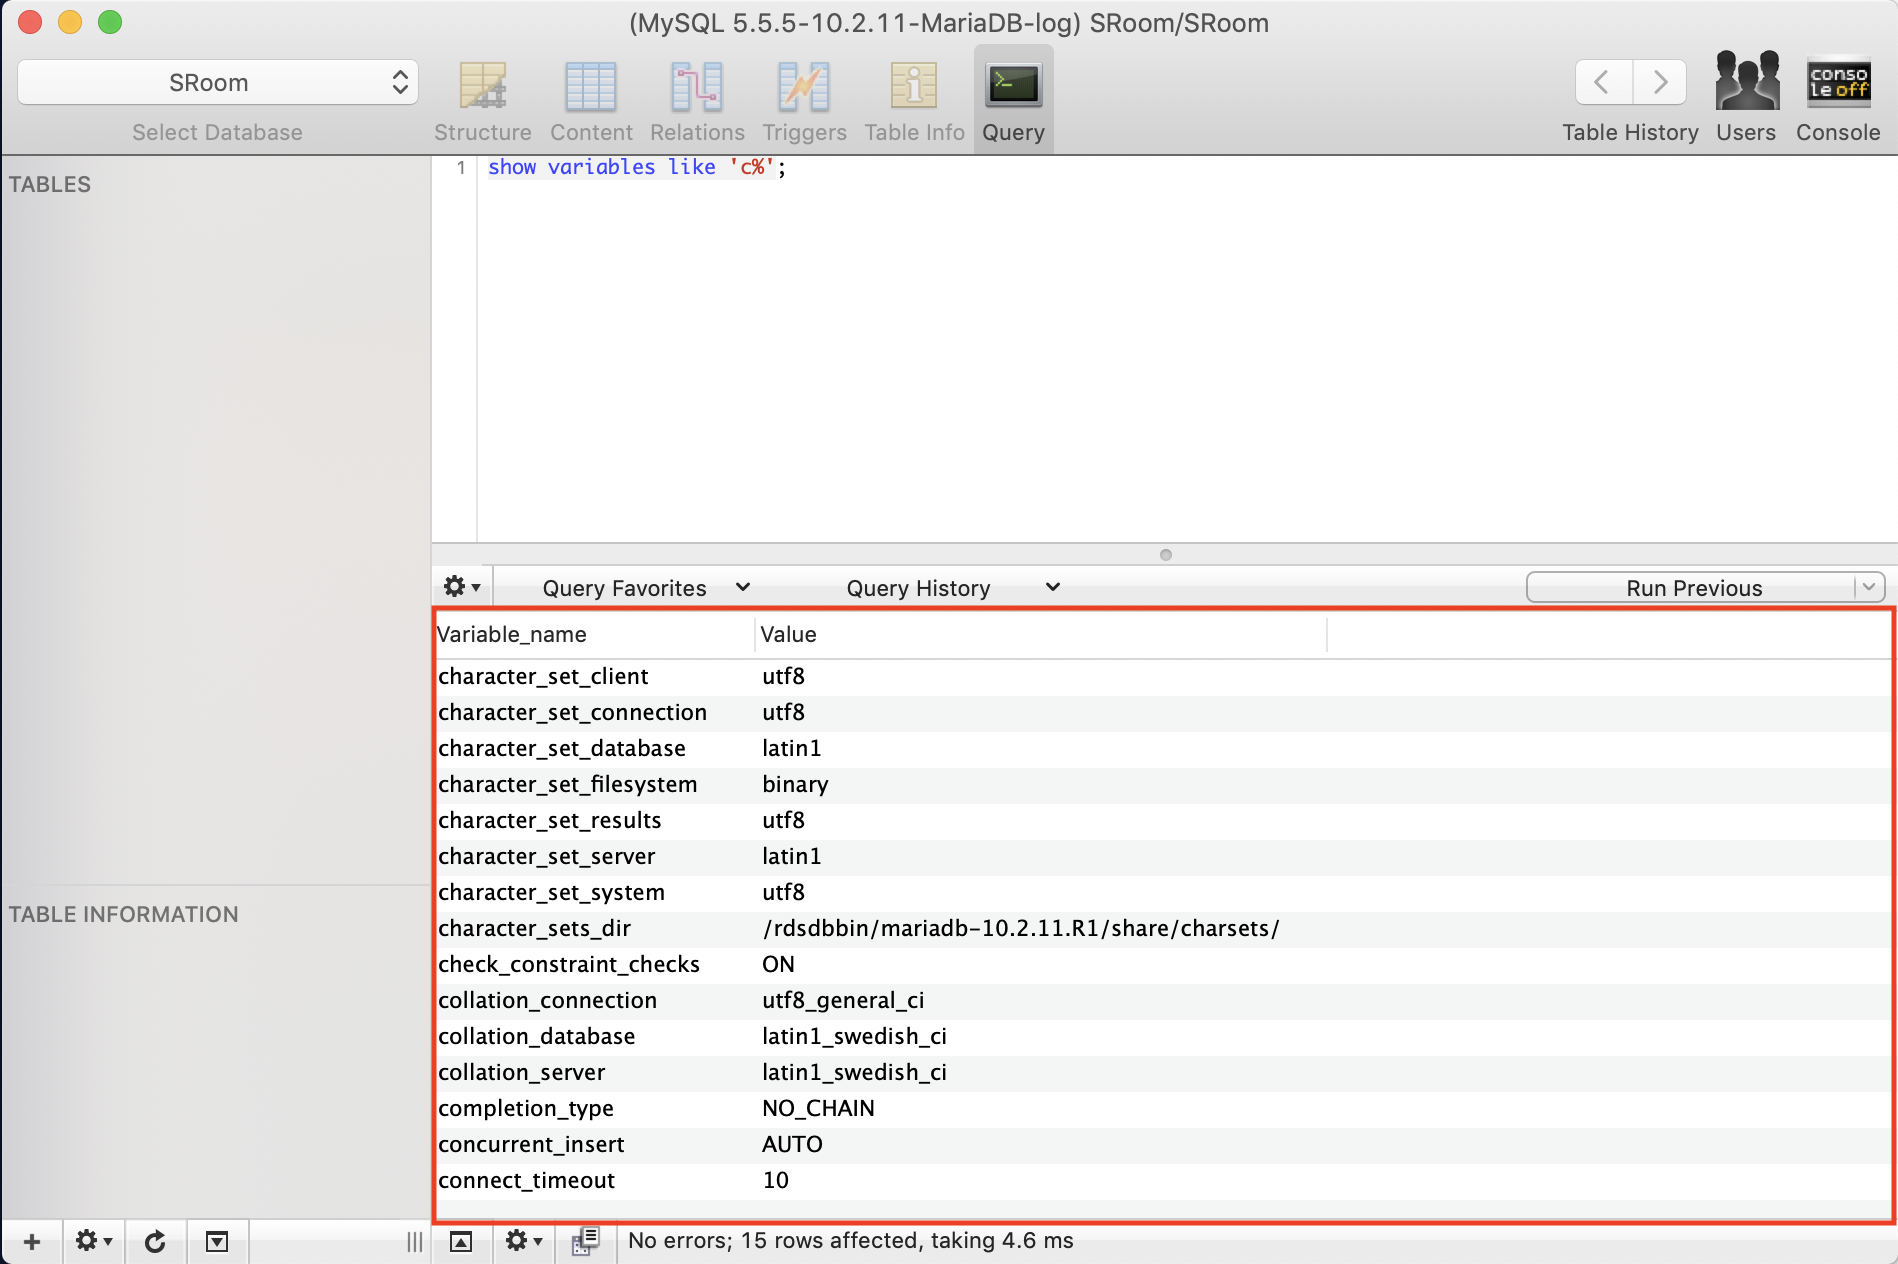 (MySQL 5.5.5-10.2.11-MariaDB-log) SRoom/SRoom
SRoom
Select Database
Structure Content Relations Triggers Table Info Query
conso
le off
Table History Users Console
TABLES
1 show variables like 'c%';
Query Favorites Query History Run Previous
Variable_name Value
character_set_client utf8
character_set_connection utf8
character_set_database latin1
character_set_filesystem binary
character_set_results utf8
character_set_server latin1
character_set_system utf8
character_sets_dir /rdsdbbin/mariadb-10.2.11.R1/share/charsets/
check_constraint_checks ON
collation_connection utf8_general_ci
collation_database latin1_swedish_ci
collation_server latin1_swedish_ci
completion_type NO_CHAIN
concurrent_insert AUTO
connect_timeout 10
TABLE INFORMATION
No errors; 15 rows affected, taking 4.6 ms